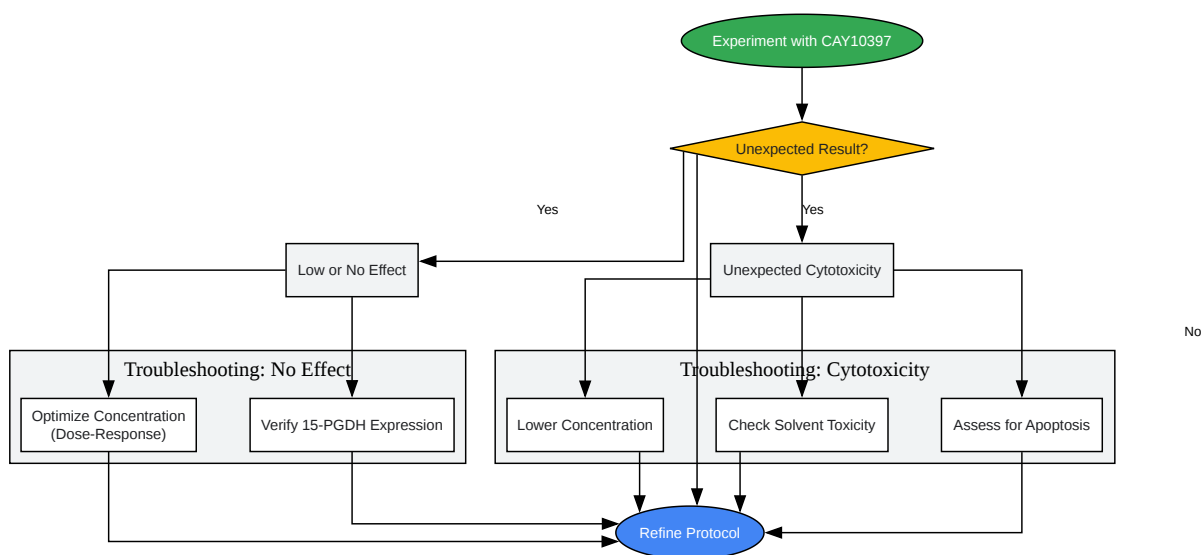 Experiment with CAY10397
Unexpected Result?
Yes
Yes
Low or No Effect
Unexpected Cytotoxicity
No
Troubleshooting: No Effect
Troubleshooting: Cytotoxicity
Optimize Concentration
(Dose-Response)
Verify 15-PGDH Expression
Lower Concentration
Check Solvent Toxicity
Assess for Apoptosis
Refine Protocol